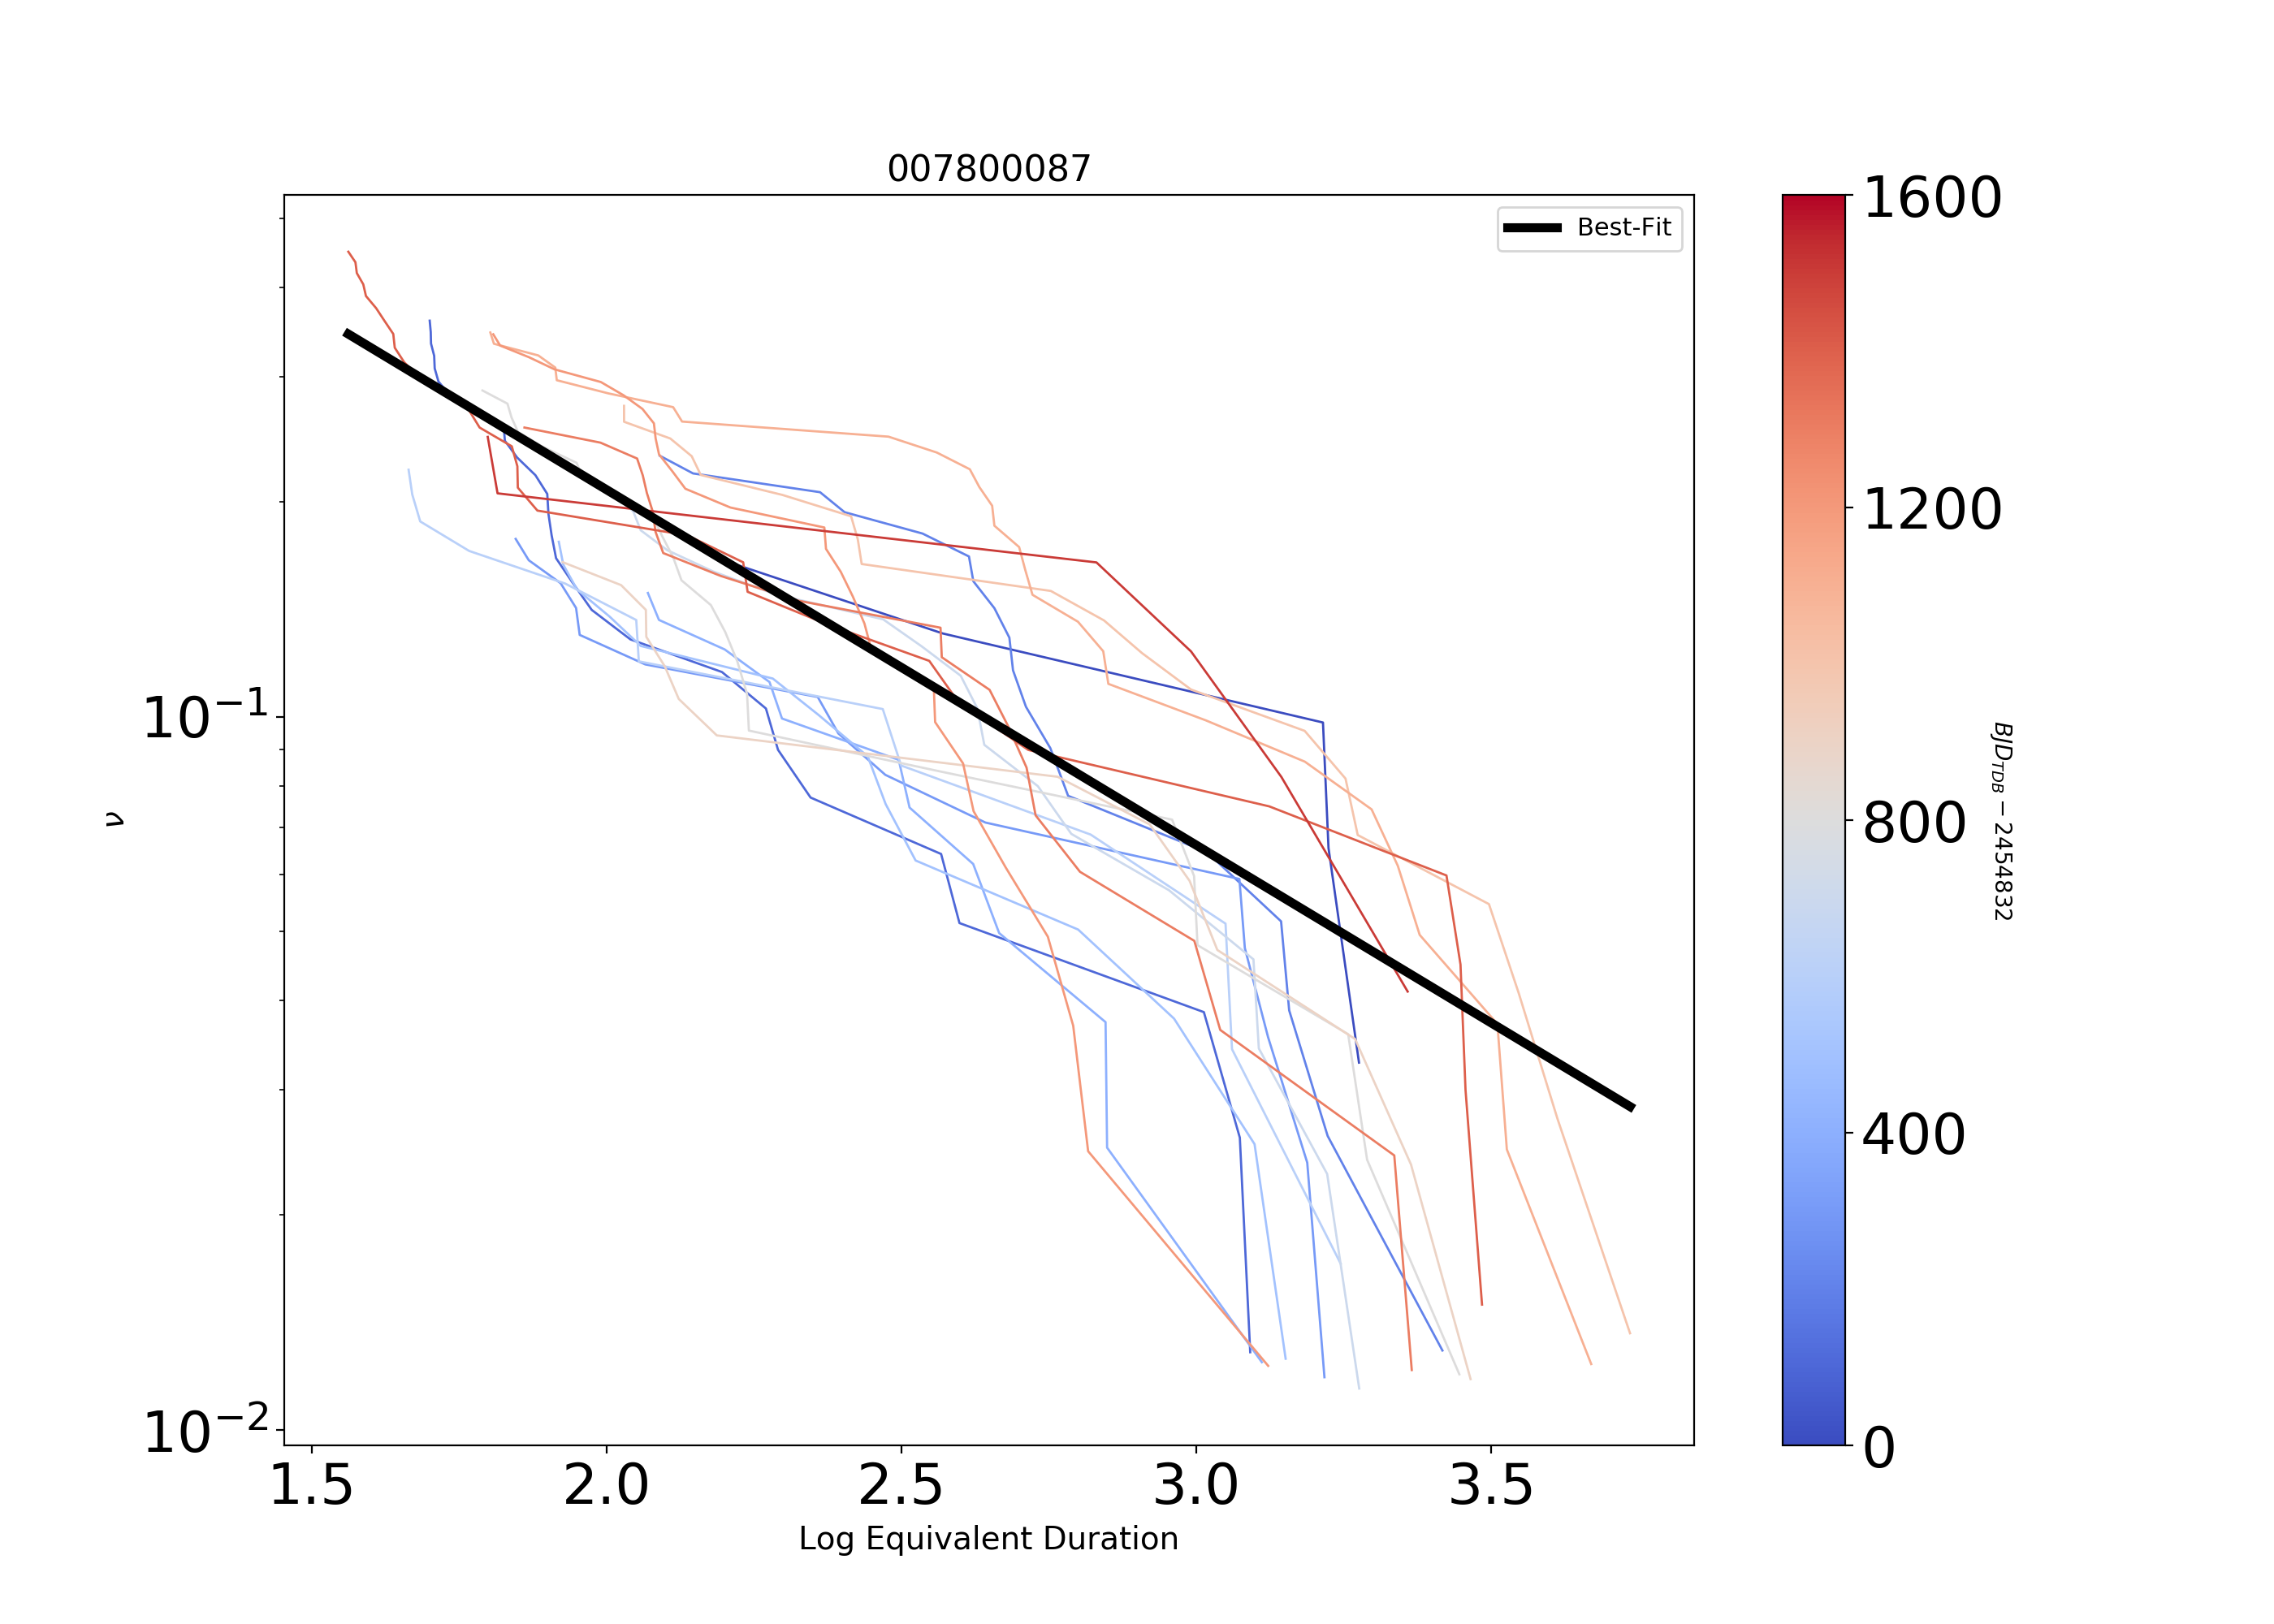 007800087
Best-Fit
10⁻¹
10⁻²
ν
1.5 2.0 2.5 3.0 3.5
Log Equivalent Duration
1600
1200
800
400
0
BJD_TDB − 2454832